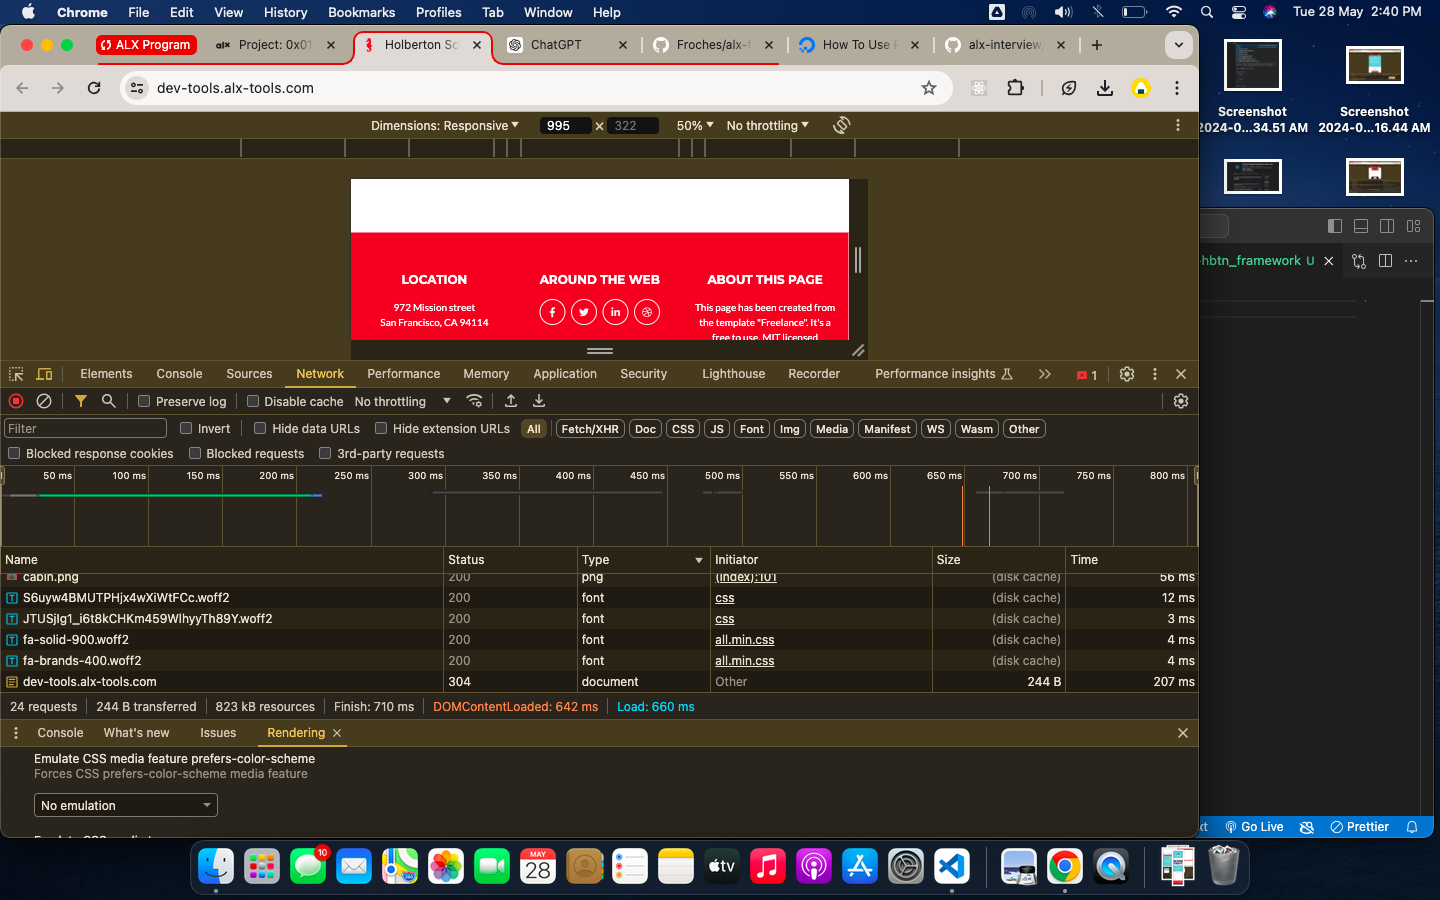 Chrome File Edit View History Bookmarks Profiles Tab Window Help Tue 28 May 2:40 PM
ALX Program alx Project: 0x01 Holberton Sc ChatGPT Froches/alx- How To Use alx-interview
dev-tools.alx-tools.com
Screenshot
2024-0...34.51 AM
Screenshot
2024-0...16.44 AM
Dimensions: Responsive 995 × 322 50% No throttling
LOCATION
972 Mission street
San Francisco, CA 94114
AROUND THE WEB
ABOUT THIS PAGE
This page has been created from
the template "Freelance". It's a
free to use, MIT licensed
hbtn_framework U
Elements Console Sources Network Performance Memory Application Security Lighthouse Recorder Performance insights 1
Preserve log Disable cache No throttling
Filter Invert Hide data URLs Hide extension URLs All Fetch/XHR Doc CSS JS Font Img Media Manifest WS Wasm Other
Blocked response cookies Blocked requests 3rd-party requests
50 ms 100 ms 150 ms 200 ms 250 ms 300 ms 350 ms 400 ms 450 ms 500 ms 550 ms 600 ms 650 ms 700 ms 750 ms 800 ms
Name Status Type Initiator Size Time
cabin.png 200 png (index):101 (disk cache) 56 ms
S6uyw4BMUTPHjx4wXiWtFCc.woff2 200 font css (disk cache) 12 ms
JTUSjIg1_i6t8kCHKm459WlhyyTh89Y.woff2 200 font css (disk cache) 3 ms
fa-solid-900.woff2 200 font all.min.css (disk cache) 4 ms
fa-brands-400.woff2 200 font all.min.css (disk cache) 4 ms
dev-tools.alx-tools.com 304 document Other 244 B 207 ms
24 requests 244 B transferred 823 kB resources Finish: 710 ms DOMContentLoaded: 642 ms Load: 660 ms
Console What's new Issues Rendering
Emulate CSS media feature prefers-color-scheme
Forces CSS prefers-color-scheme media feature
No emulation
Go Live Prettier
10
MAY
28
tv